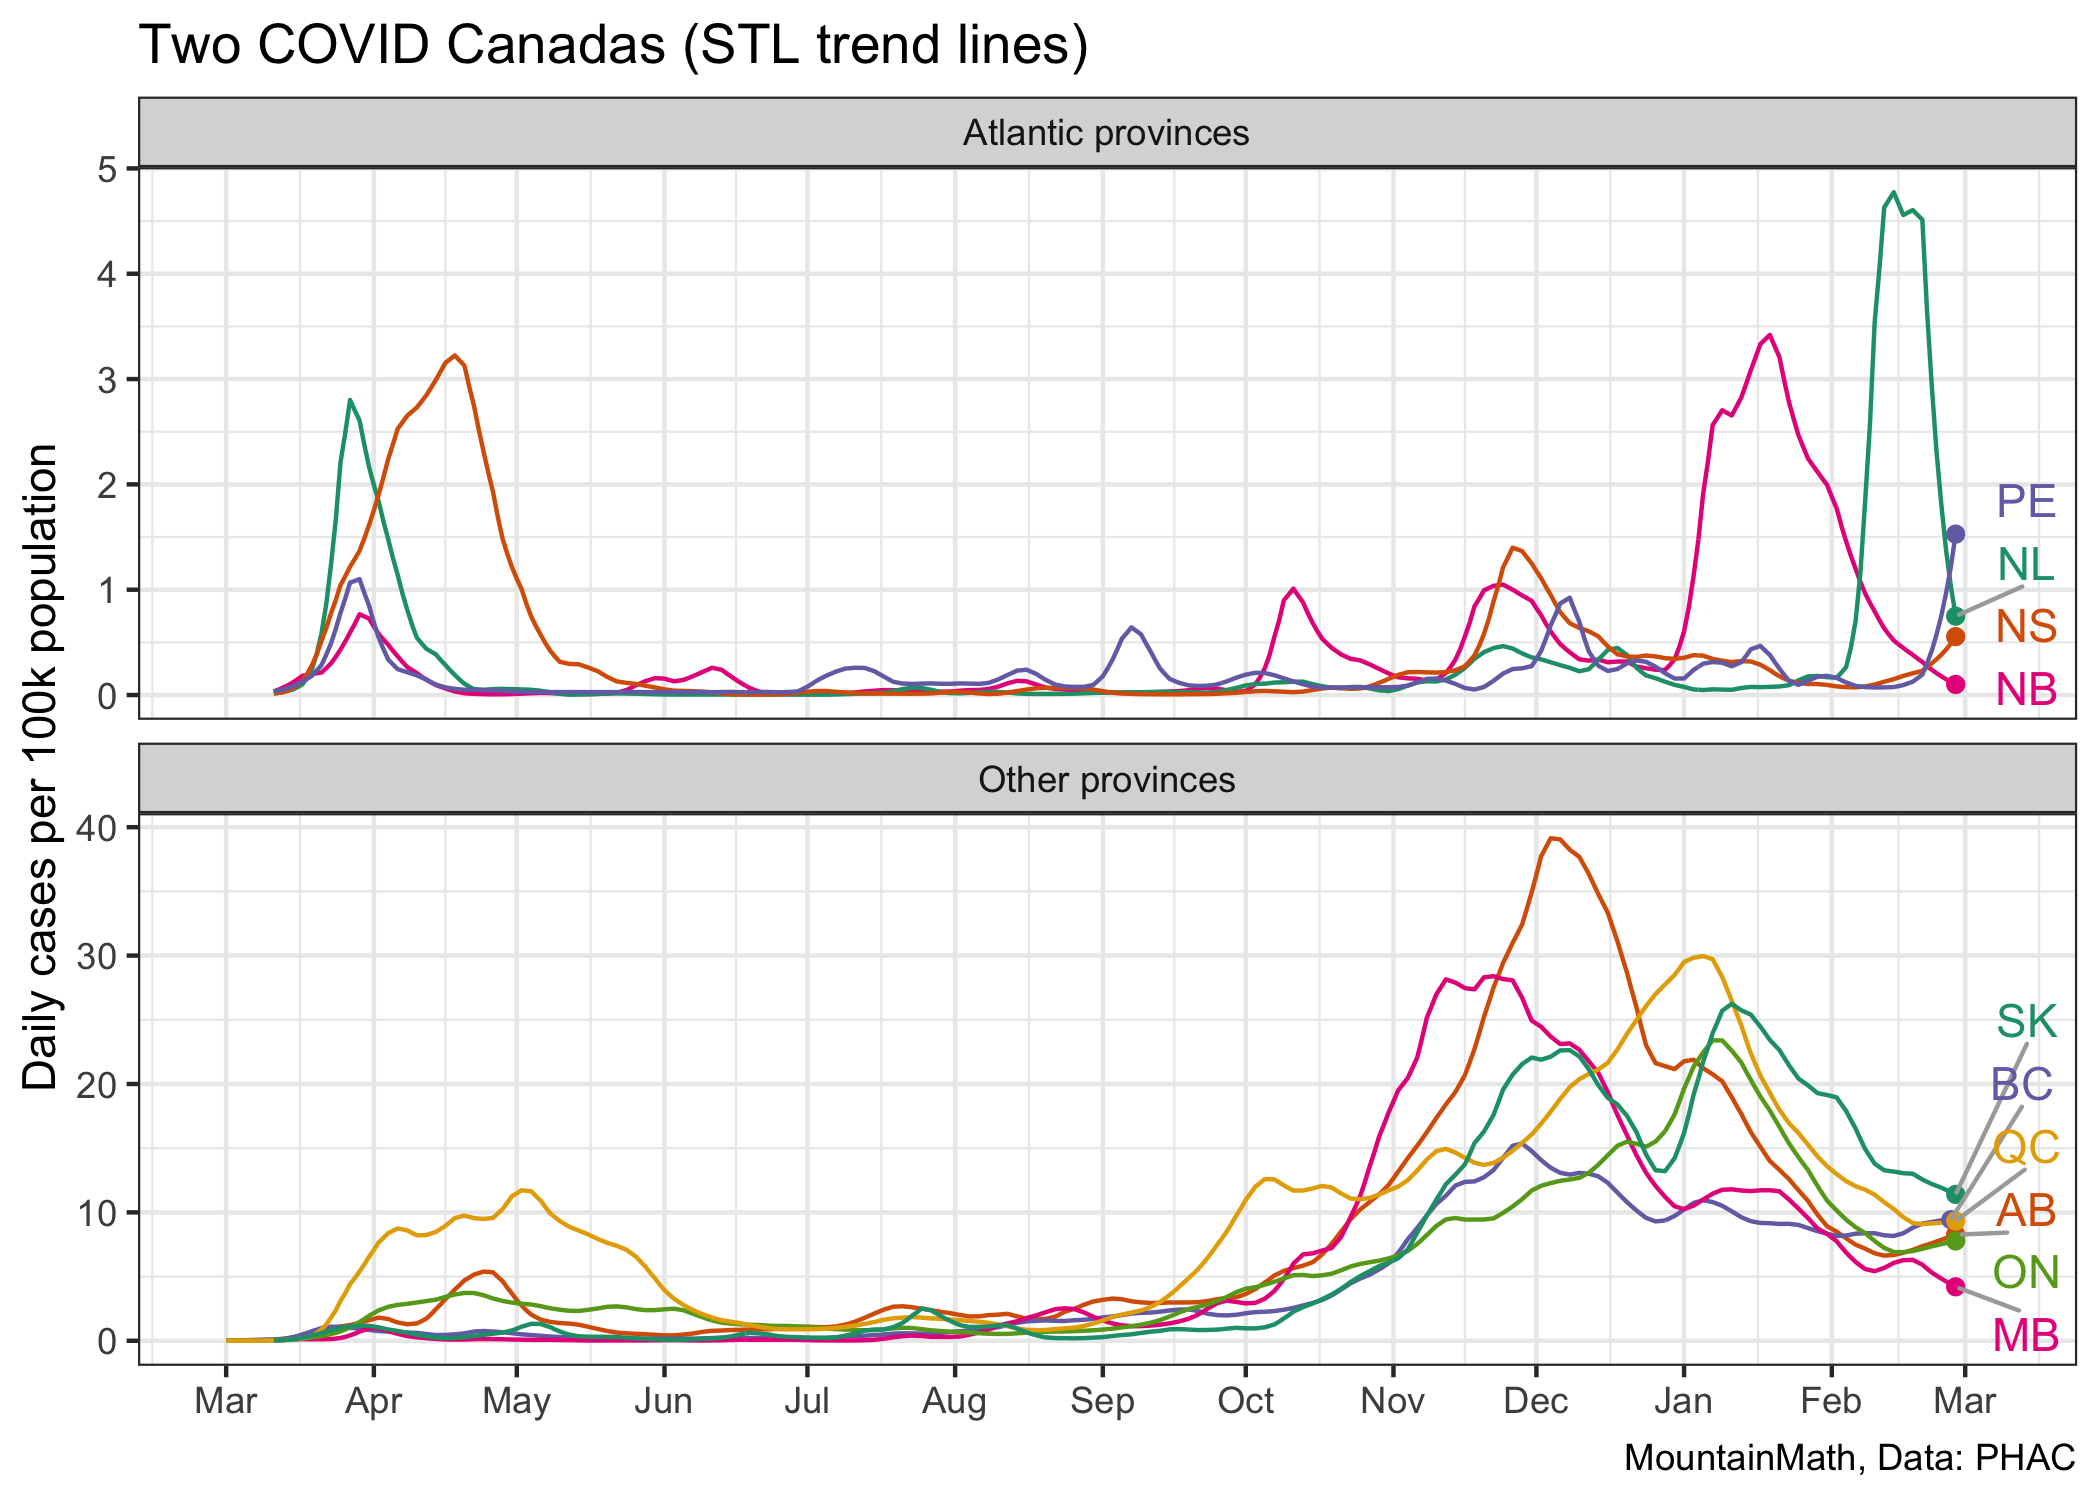 Two COVID Canadas (STL trend lines)
Atlantic provinces
5
4
3
2
1
0
PE
NL
NS
NB
Daily cases per 100k population
Other provinces
40
30
20
10
0
SK
BC
QC
AB
ON
MB
Mar Apr May Jun Jul Aug Sep Oct Nov Dec Jan Feb Mar
MountainMath, Data: PHAC